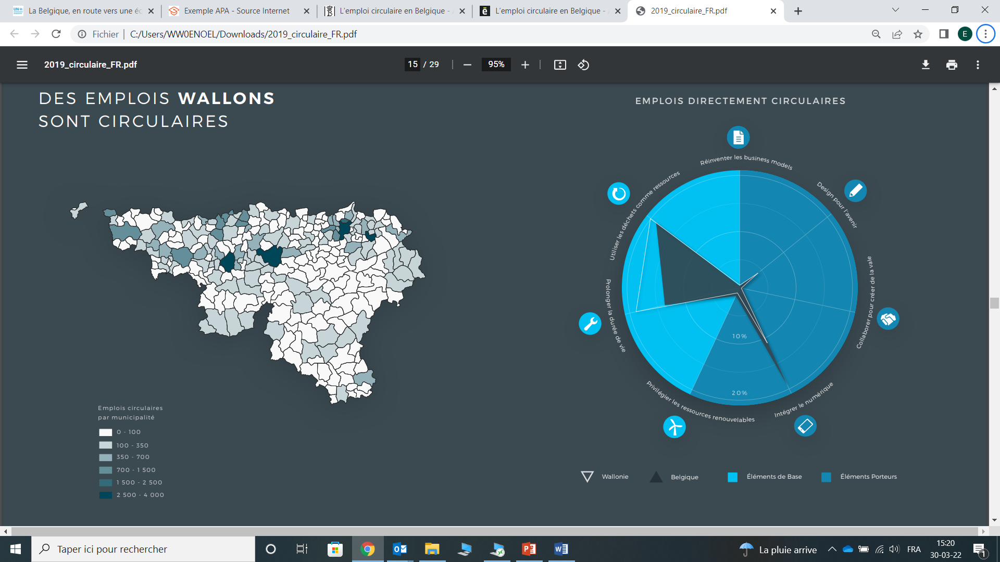 La Belgique, en route vers une éc
Exemple APA - Source Internet
L'emploi circulaire en Belgique -
L'emploi circulaire en Belgique -
2019_circulaire_FR.pdf
Fichier
C:/Users/WW0ENOEL/Downloads/2019_circulaire_FR.pdf
E
2019_circulaire_FR.pdf
15 / 29
95%
DES EMPLOIS WALLONS
SONT CIRCULAIRES
EMPLOIS DIRECTEMENT CIRCULAIRES
Réinventer les business models
Design pour l'avenir
Collaborer pour créer de la vale
Intégrer le numérique
Privilégier les ressources renouvelables
Prolonger la durée de vie
Utiliser les déchets comme ressources
10%
20%
Emplois circulaires
par municipalité
0 - 100
100 - 350
350 - 700
700 - 1 500
1 500 - 2 500
2 500 - 4 000
Wallonie
Belgique
Éléments de Base
Éléments Porteurs
Taper ici pour rechercher
La pluie arrive
FRA
15:20
30-03-22
1